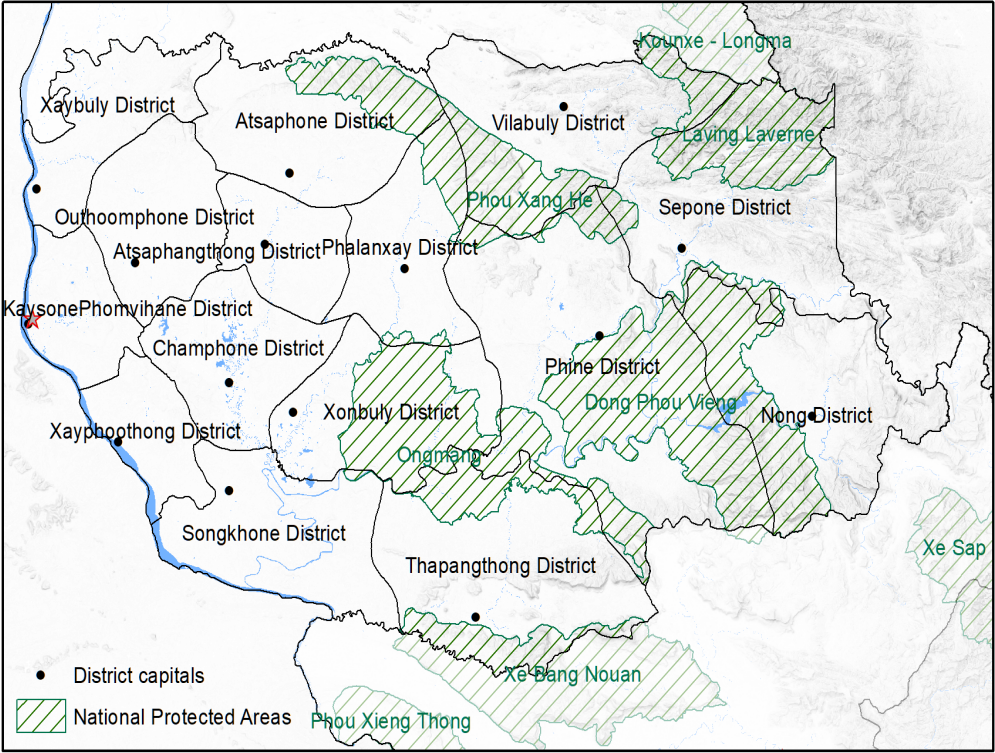 Kounxe - Longma
Xaybuly District
Atsaphone District
Vilabuly District
Laving Laverne
Phou Xang He
Sepone District
Outhoomphone District
Atsaphangthong District
Phalanxay District
KaysonePhomvihane District
Champhone District
Phine District
Dong Phou Vieng
Xonbuly District
Nong District
Xayphoothong District
Ongmang
Songkhone District
Xe Sap
Thapangthong District
District capitals
Xe Bang Nouan
National Protected Areas
Phou Xieng Thong